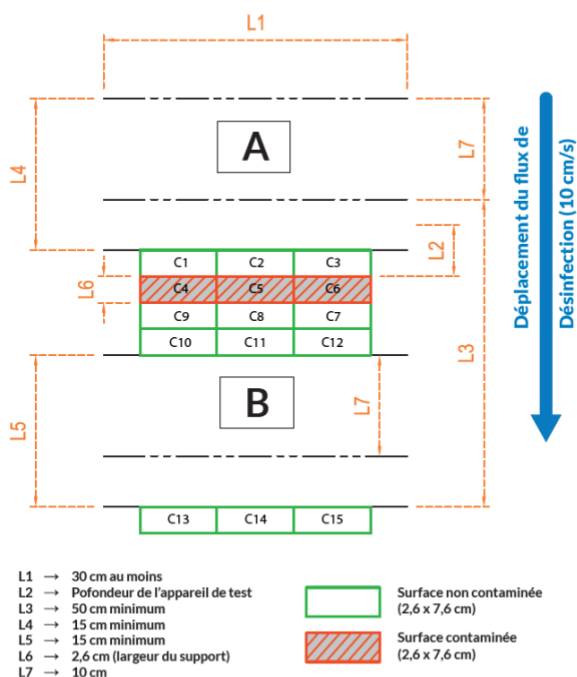 L1
A
L4
L7
L2
C1 C2 C3
L6
C4 C5 C6
C9 C8 C7
C10 C11 C12
L3
B
L5
L7
C13 C14 C15
Déplacement du flux de
Désinfection (10 cm/s)
L1 → 30 cm au moins
L2 → Pofondeur de l'appareil de test
L3 → 50 cm minimum
L4 → 15 cm minimum
L5 → 15 cm minimum
L6 → 2,6 cm (largeur du support)
L7 → 10 cm
Surface non contaminée
(2,6 x 7,6 cm)
Surface contaminée
(2,6 x 7,6 cm)